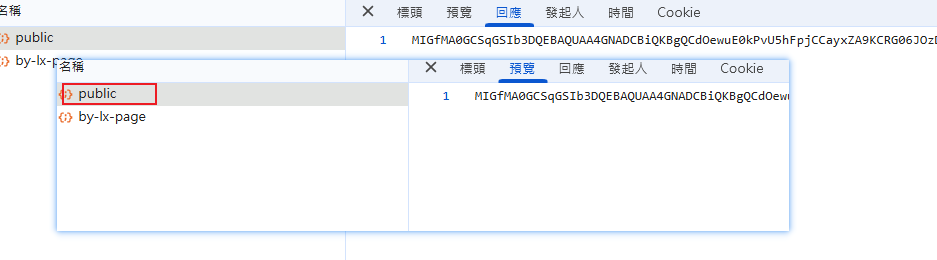 名稱
標頭 預覽 回應 發起人 時間 Cookie
public
1 MIGfMA0GCSqGSIb3DQEBAQUAA4GNADCBiQKBgQCdOewuE0kPvU5hFpjCCayxZA9KCRG06JOzD
by-lx-page
名稱
標頭 預覽 回應 發起人 時間 Cookie
public
1 MIGfMA0GCSqGSIb3DQEBAQUAA4GNADCBiQKBgQCdOewu
by-lx-page